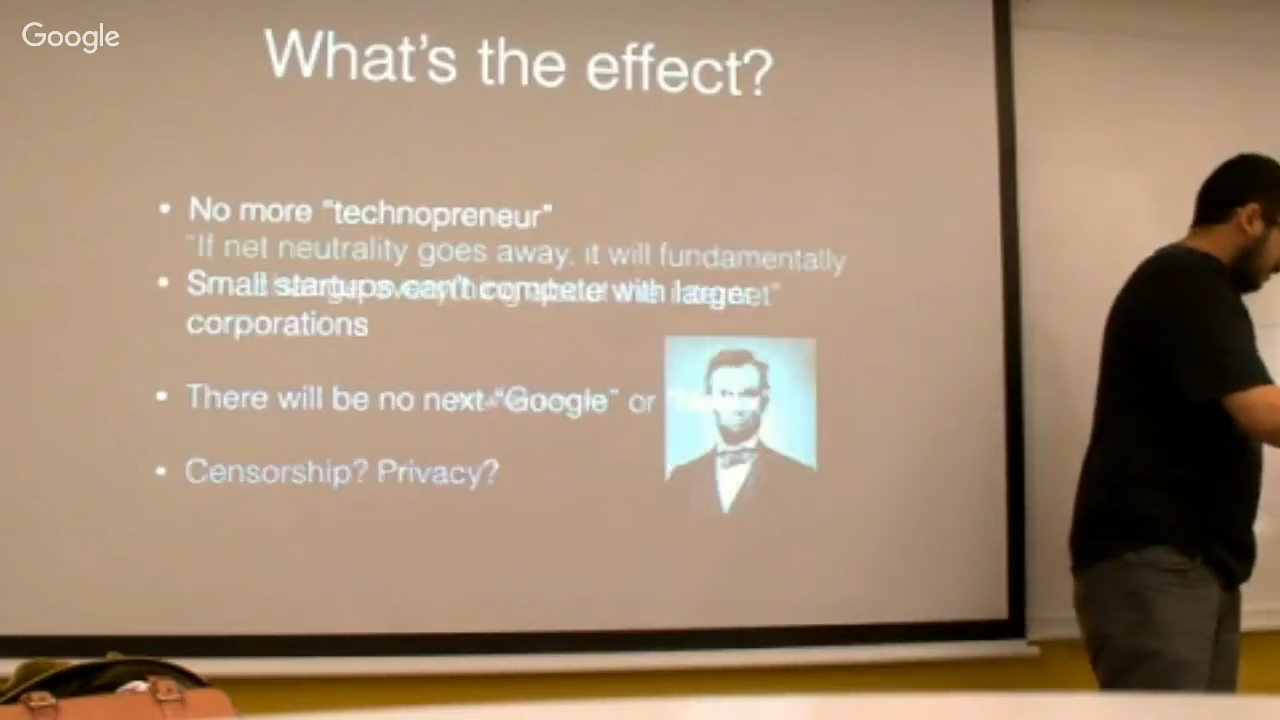 Google
What's the effect?
• No more "technopreneur"
"If net neutrality goes away, it will fundamentally
• Small startups can't compete with larger
corporations
• There will be no next "Google" or
• Censorship? Privacy?